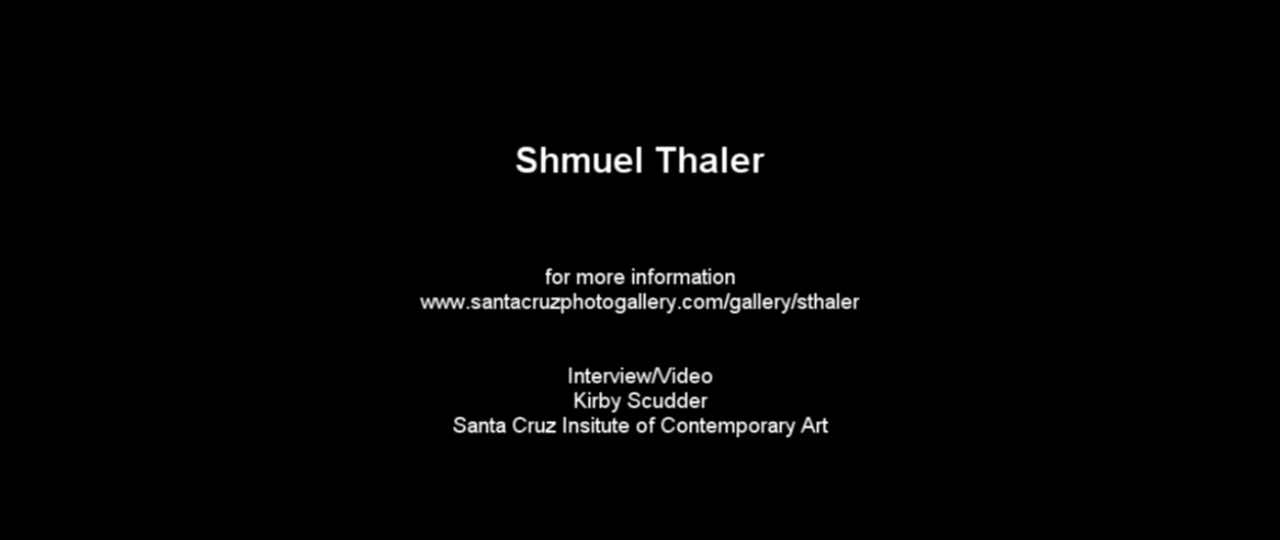 Shmuel Thaler
for more information
www.santacruzphotogallery.com/gallery/sthaler
Interview/Video
Kirby Scudder
Santa Cruz Insitute of Contemporary Art